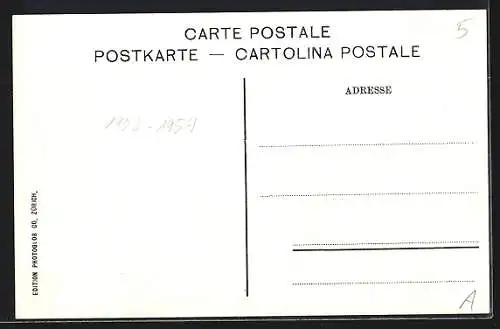 CARTE POSTALE
5
POSTKARTE — CARTOLINA POSTALE
ADRESSE
EDITION PHOTOGLOB CO. ZÜRICH.
A